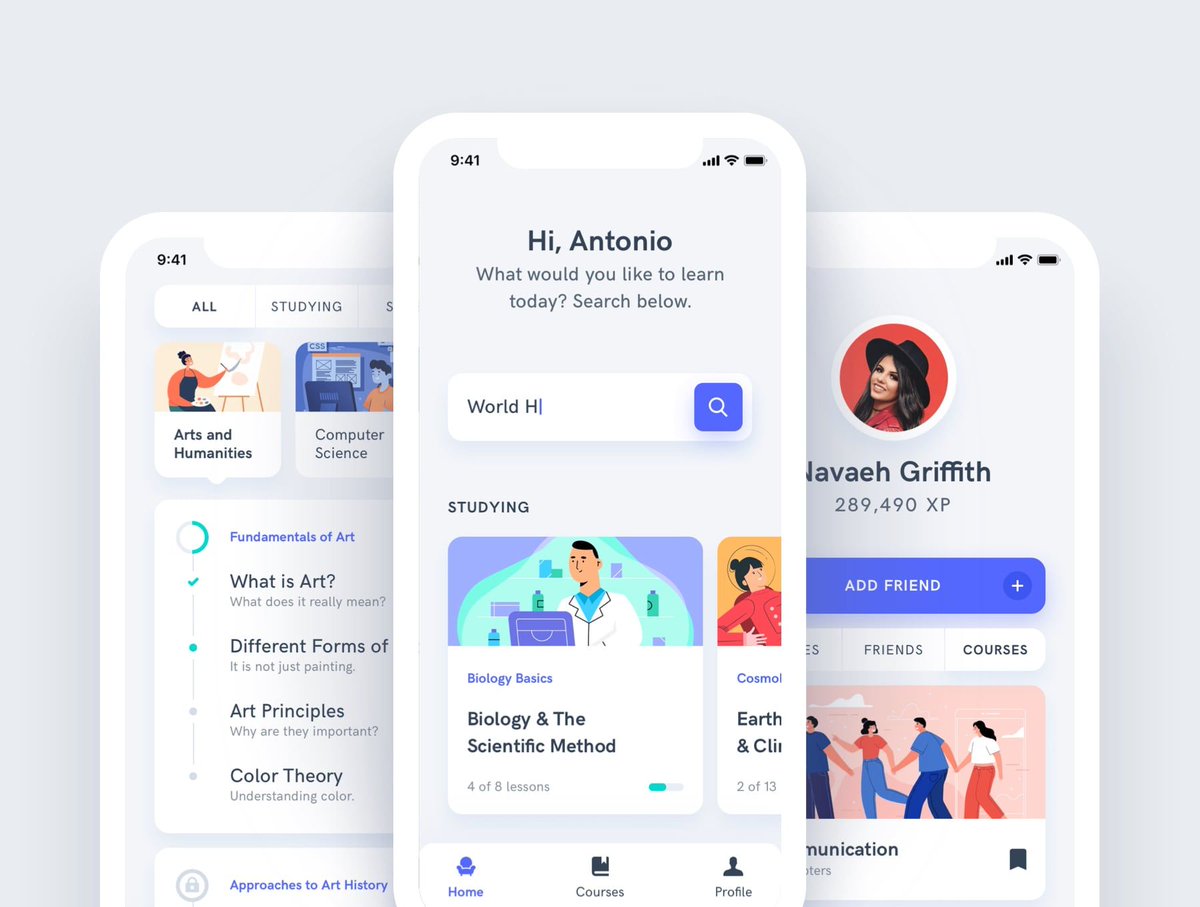 9:41
ALL
STUDYING
S
CSS
Arts and
Humanities
Computer
Science
Fundamentals of Art
What is Art?
What does it really mean?
Different Forms of
It is not just painting.
Art Principles
Why are they important?
Color Theory
Understanding color.
Approaches to Art History
9:41
Hi, Antonio
What would you like to learn
today? Search below.
World H
STUDYING
Biology Basics
Biology & The
Scientific Method
4 of 8 lessons
Earth
& Cli
2 of 13
Home
Courses
Profile
Navaeh Griffith
289,490 XP
ADD FRIEND
ES
FRIENDS
COURSES